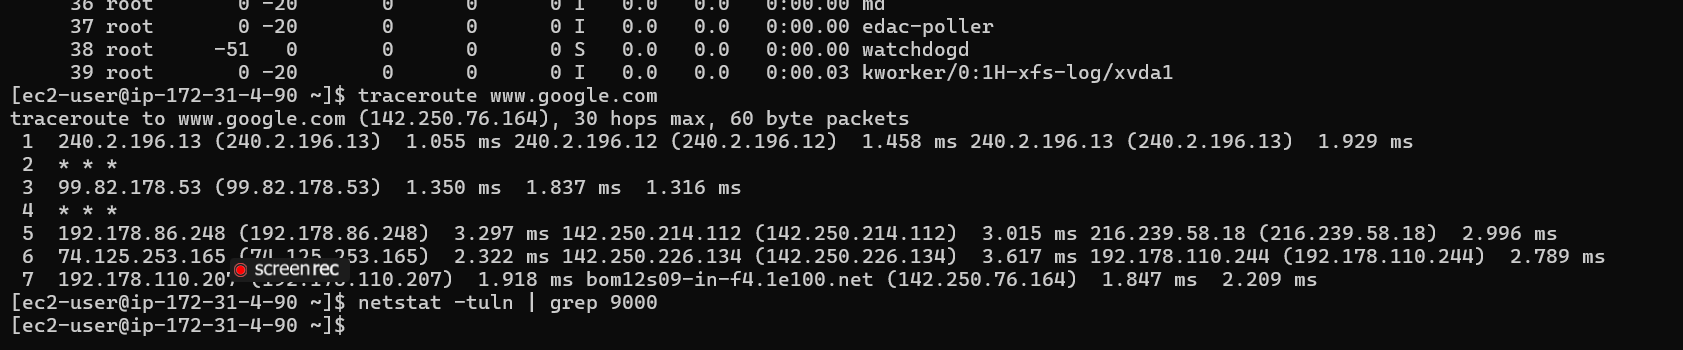 36 root 0 -20 0 0 0 I 0.0 0.0 0:00.00 md
37 root 0 -20 0 0 0 I 0.0 0.0 0:00.00 edac-poller
38 root -51 0 0 0 0 S 0.0 0.0 0:00.00 watchdogd
39 root 0 -20 0 0 0 I 0.0 0.0 0:00.03 kworker/0:1H-xfs-log/xvda1
[ec2-user@ip-172-31-4-90 ~]$ traceroute www.google.com
traceroute to www.google.com (142.250.76.164), 30 hops max, 60 byte packets
1 240.2.196.13 (240.2.196.13) 1.055 ms 240.2.196.12 (240.2.196.12) 1.458 ms 240.2.196.13 (240.2.196.13) 1.929 ms
2 * * *
3 99.82.178.53 (99.82.178.53) 1.350 ms 1.837 ms 1.316 ms
4 * * *
5 192.178.86.248 (192.178.86.248) 3.297 ms 142.250.214.112 (142.250.214.112) 3.015 ms 216.239.58.18 (216.239.58.18) 2.996 ms
6 74.125.253.165 (74.125.253.165) 2.322 ms 142.250.226.134 (142.250.226.134) 3.617 ms 192.178.110.244 (192.178.110.244) 2.789 ms
screenrec
7 192.178.110.207 (192.178.110.207) 1.918 ms bom12s09-in-f4.1e100.net (142.250.76.164) 1.847 ms 2.209 ms
[ec2-user@ip-172-31-4-90 ~]$ netstat -tuln | grep 9000
[ec2-user@ip-172-31-4-90 ~]$